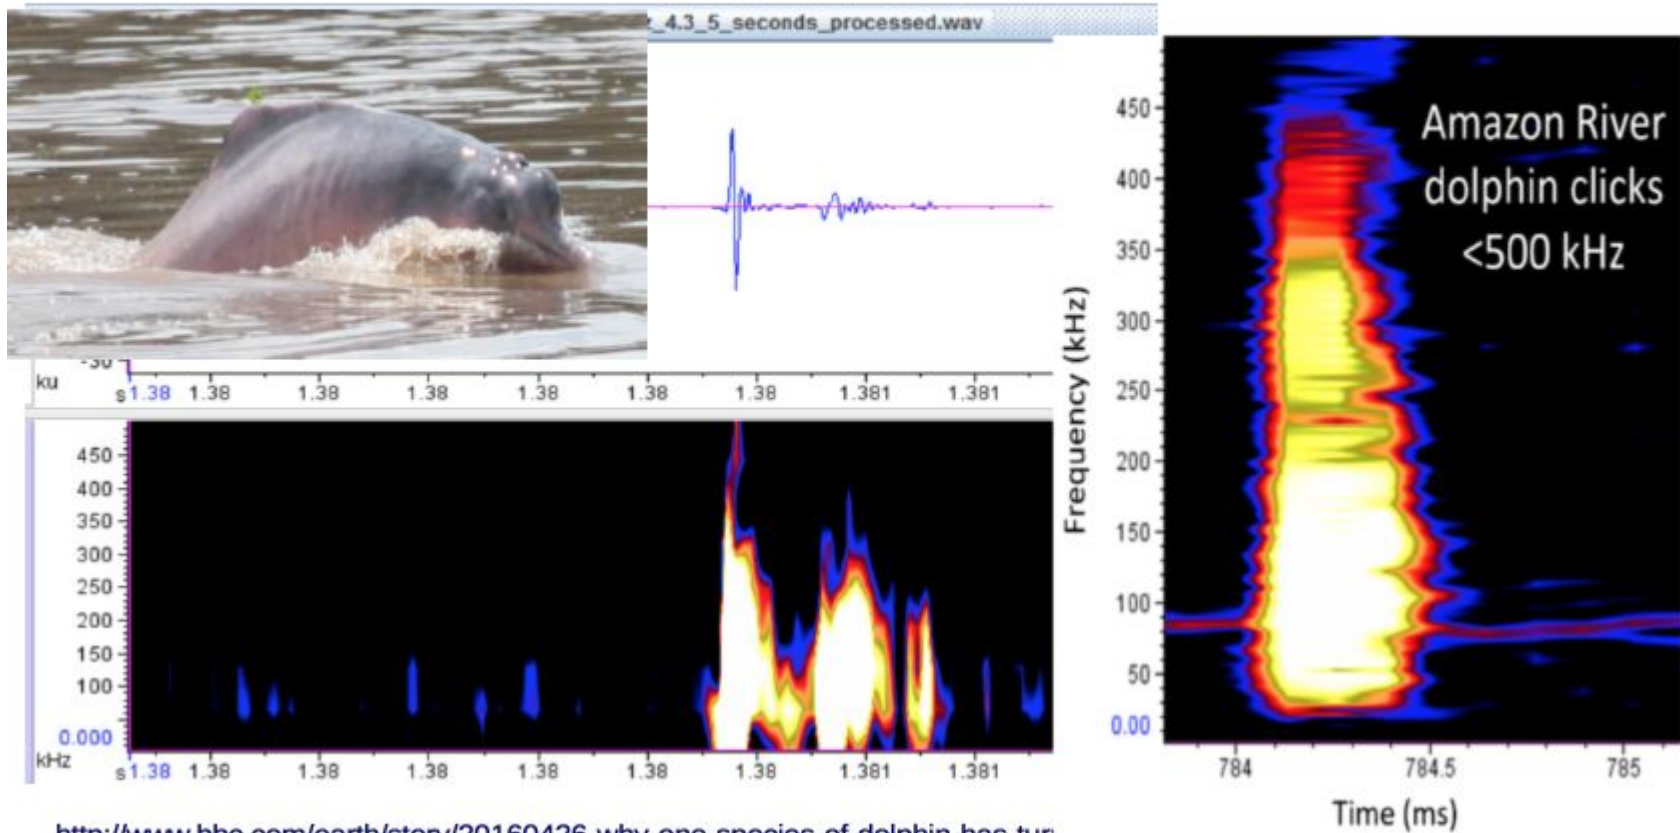 _4.3_5_seconds_processed.wav
ku
s 1.38 1.38 1.38 1.38 1.38 1.38 1.38 1.381 1.381
450
400
350
300
250
200
150
100
0.000
kHz
s 1.38 1.38 1.38 1.38 1.38 1.38 1.38 1.381 1.381
Frequency (kHz)
450
400
350
300
250
200
150
100
50
0.00
Amazon River
dolphin clicks
<500 kHz
784 784.5 785
Time (ms)